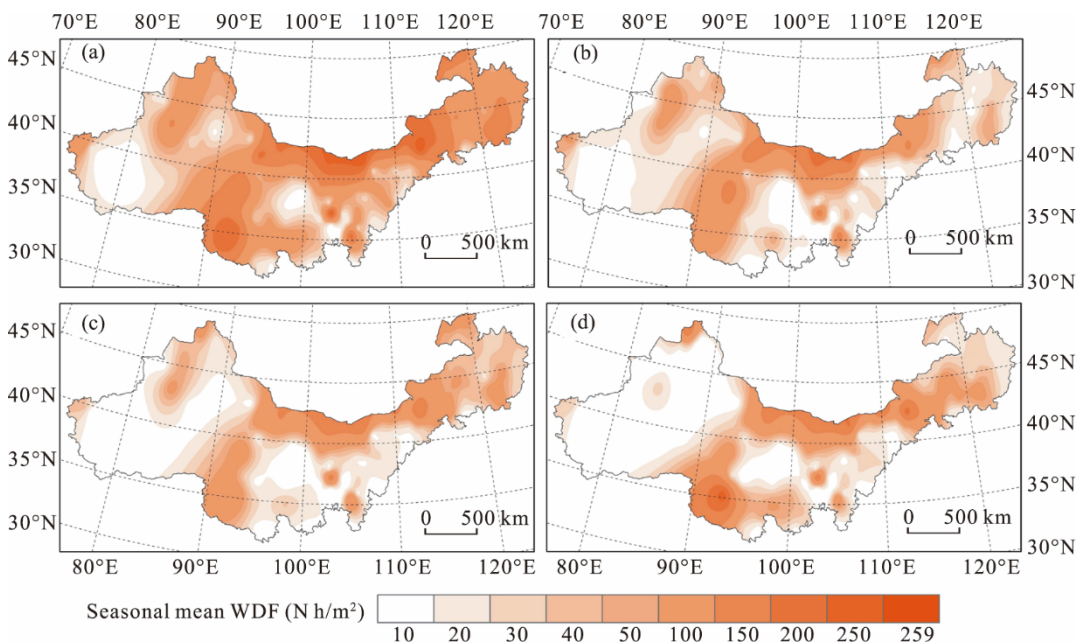 70°E 80°E 90°E 100°E 110°E 120°E 80°E 90°E 100°E 110°E 120°E
(a) (b)
45°N 40°N 35°N 30°N
45°N 40°N 35°N 30°N
0 500 km
0 500 km
(c) (d)
45°N 40°N 35°N 30°N
45°N 40°N 35°N 30°N
0 500 km
0 500 km
80°E 90°E 100°E 110°E 120°E 80°E 90°E 100°E 110°E 120°E
Seasonal mean WDF (N h/m²)
10 20 30 40 50 100 150 200 250 259